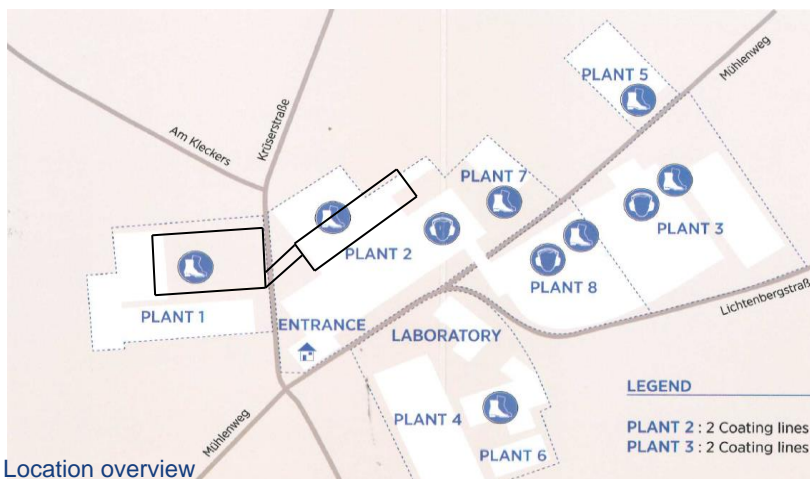 PLANT 5
Mühlenweg
Krüserstraße
Am Kleckers
PLANT 7
PLANT 2
PLANT 3
PLANT 8
PLANT 1
ENTRANCE
LABORATORY
Lichtenbergstraß
LEGEND
PLANT 4
PLANT 2 : 2 Coating lines
PLANT 3 : 2 Coating lines
Mühlenweg
PLANT 6
Location overview